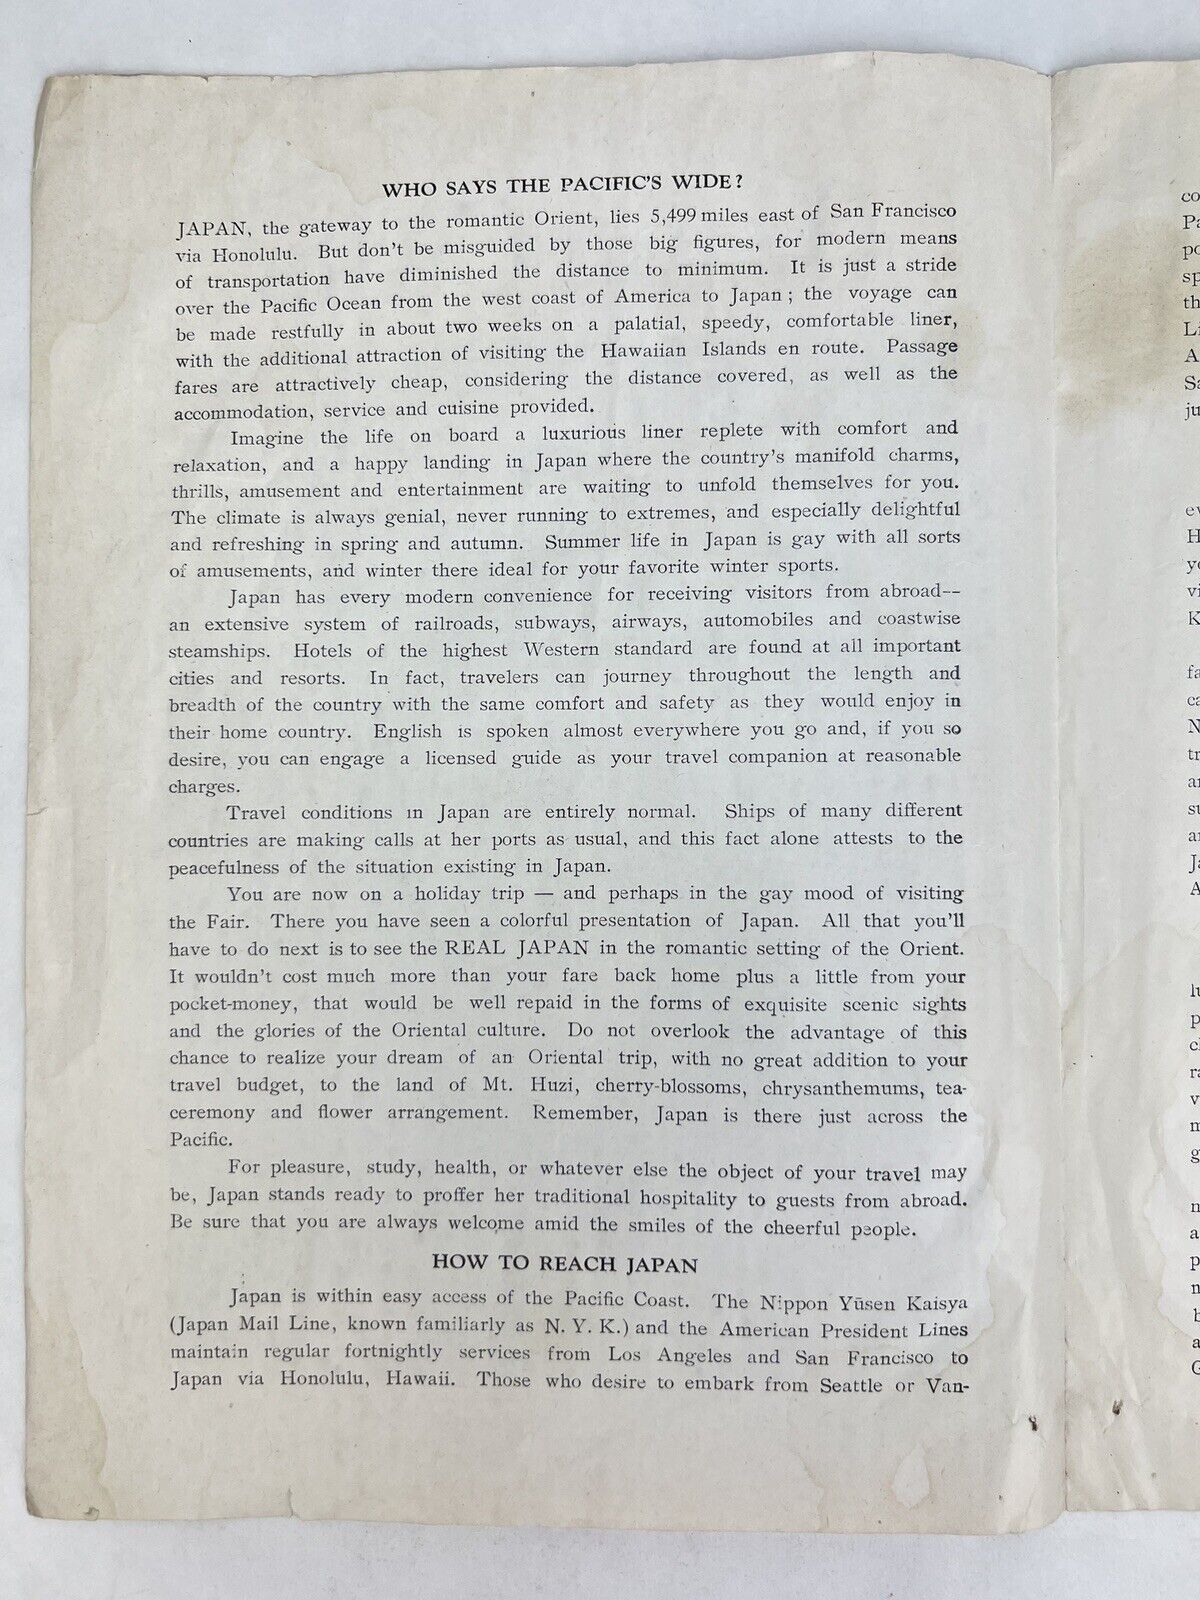 WHO SAYS THE PACIFIC'S WIDE?
JAPAN, the gateway to the romantic Orient, lies 5,499 miles east of San Francisco
via Honolulu. But don't be misguided by those big figures, for modern means
of transportation have diminished the distance to minimum. It is just a stride
over the Pacific Ocean from the west coast of America to Japan; the voyage can
be made restfully in about two weeks on a palatial, speedy, comfortable liner,
with the additional attraction of visiting the Hawaiian Islands en route. Passage
fares are attractively cheap, considering the distance covered, as well as the
accommodation, service and cuisine provided.
Imagine the life on board a luxurious liner replete with comfort and
relaxation, and a happy landing in Japan where the country's manifold charms,
thrills, amusement and entertainment are waiting to unfold themselves for you.
The climate is always genial, never running to extremes, and especially delightful
and refreshing in spring and autumn. Summer life in Japan is gay with all sorts
of amusements, and winter there ideal for your favorite winter sports.
Japan has every modern convenience for receiving visitors from abroad--
an extensive system of railroads, subways, airways, automobiles and coastwise
steamships. Hotels of the highest Western standard are found at all important
cities and resorts. In fact, travelers can journey throughout the length and
breadth of the country with the same comfort and safety as they would enjoy in
their home country. English is spoken almost everywhere you go and, if you so
desire, you can engage a licensed guide as your travel companion at reasonable
charges.
Travel conditions in Japan are entirely normal. Ships of many different
countries are making calls at her ports as usual, and this fact alone attests to the
peacefulness of the situation existing in Japan.
You are now on a holiday trip — and perhaps in the gay mood of visiting
the Fair. There you have seen a colorful presentation of Japan. All that you'll
have to do next is to see the REAL JAPAN in the romantic setting of the Orient.
It wouldn't cost much more than your fare back home plus a little from your
pocket-money, that would be well repaid in the forms of exquisite scenic sights
and the glories of the Oriental culture. Do not overlook the advantage of this
chance to realize your dream of an Oriental trip, with no great addition to your
travel budget, to the land of Mt. Huzi, cherry-blossoms, chrysanthemums, tea-
ceremony and flower arrangement. Remember, Japan is there just across the
Pacific.
For pleasure, study, health, or whatever else the object of your travel may
be, Japan stands ready to proffer her traditional hospitality to guests from abroad.
Be sure that you are always welcome amid the smiles of the cheerful people.
HOW TO REACH JAPAN
Japan is within easy access of the Pacific Coast. The Nippon Yūsen Kaisya
(Japan Mail Line, known familiarly as N. Y. K.) and the American President Lines
maintain regular fortnightly services from Los Angeles and San Francisco to
Japan via Honolulu, Hawaii. Those who desire to embark from Seattle or Van-